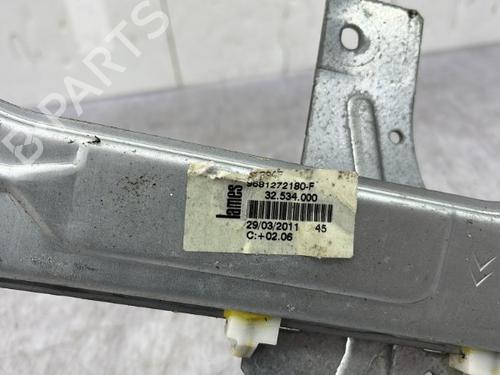 B-PARTS
9681272180-F
32.534.000
lames
29/03/2011 45
C:+02.06